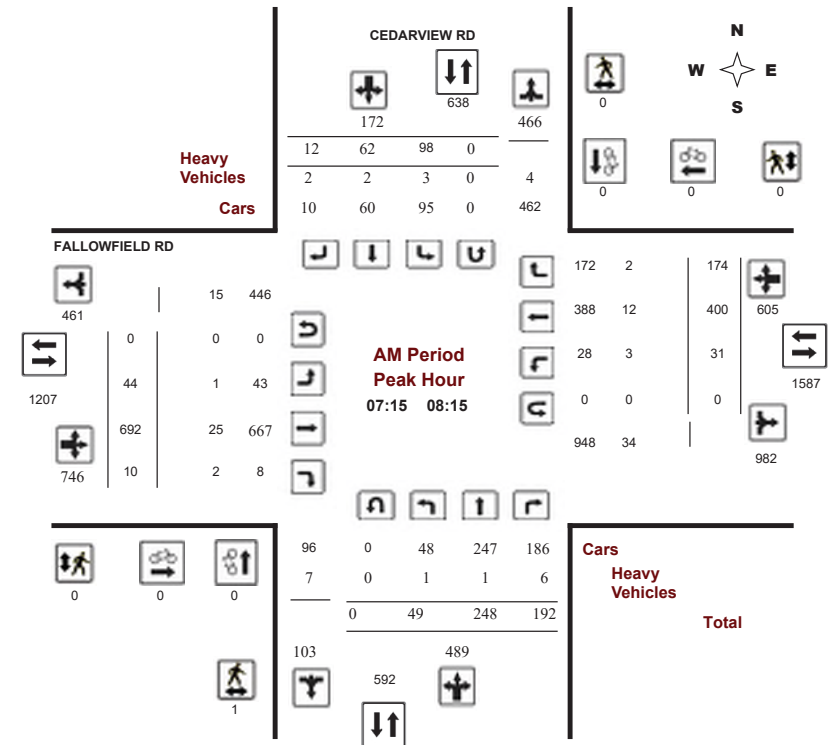 CEDARVIEW RD
N
W E
S
638
0
172
466
12 62 98 0
Heavy
Vehicles
2 2 3 0 4
0 0 0
Cars
10 60 95 0 462
FALLOWFIELD RD
172 2 174
461
15 446
388 12 400 605
0 0 0
AM Period
Peak Hour
07:15 08:15
28 3 31
1207
44 1 43
1587
0 0 0
692 25 667
948 34
982
746
10 2 8
96 0 48 247 186
Cars
7 0 1 1 6
Heavy
Vehicles
0 0 0
0 49 248 192
Total
103 489
592
1